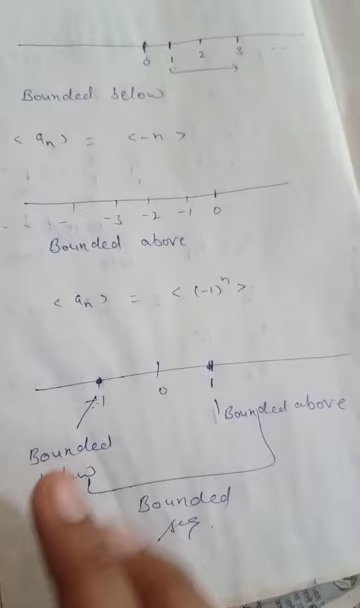 0 1 2 3
Bounded below
< an > = < -n >
-3 -2 -1 0
Bounded above
< an > = < (-1)^n >
-1 0 1
Bounded above
Bounded
Bounded
seq.